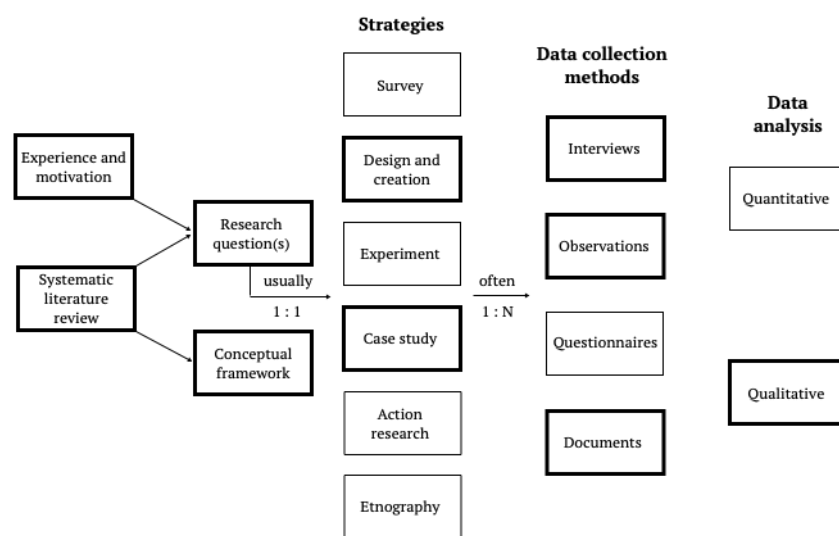 Strategies
Survey
Design and
creation
Experiment
Case study
Action
research
Etnography
Data collection
methods
Interviews
Observations
Questionnaires
Documents
Data
analysis
Quantitative
Qualitative
Experience and
motivation
Systematic
literature
review
Research
question(s)
Conceptual
framework
usually
1 : 1
often
1 : N